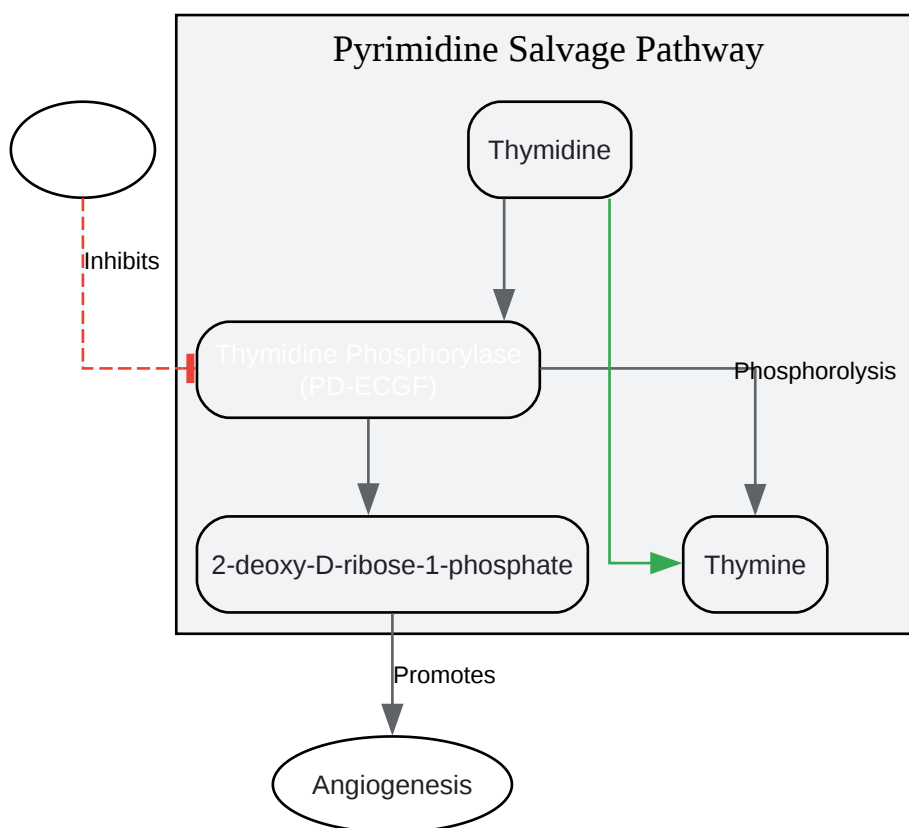 Pyrimidine Salvage Pathway
Thymidine
Inhibits
Thymidine Phosphorylase
(PD-ECGF)
Phosphorolysis
2-deoxy-D-ribose-1-phosphate
Thymine
Promotes
Angiogenesis